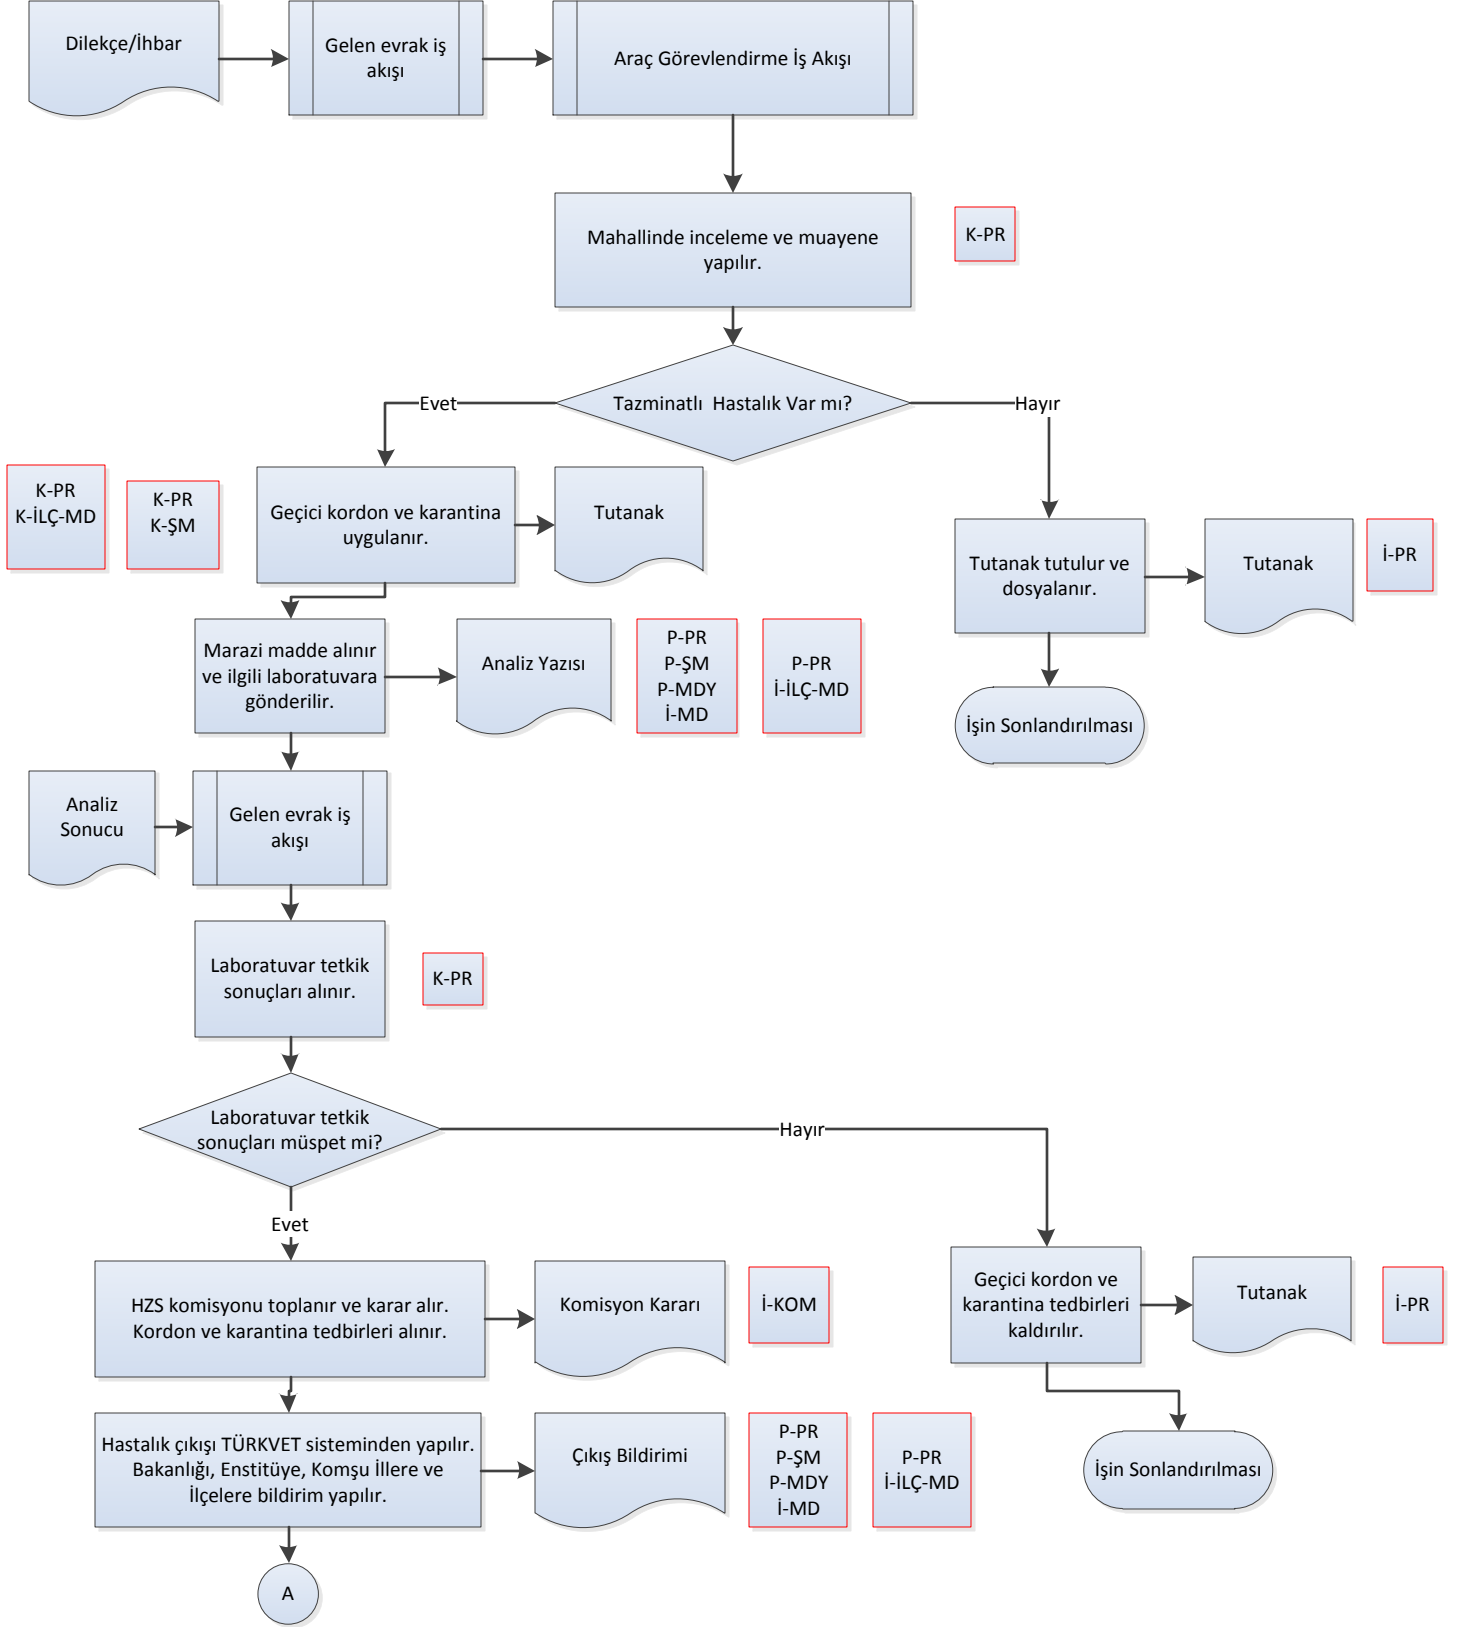 Dilekçe/İhbar
Gelen evrak iş
akışı
Araç Görevlendirme İş Akışı
Mahallinde inceleme ve muayene
yapılır.
K-PR
Tazminatlı  Hastalık Var mı?
Evet
Hayır
K-PR
K-İLÇ-MD
K-PR
K-ŞM
Geçici kordon ve karantina
uygulanır.
Tutanak
Tutanak tutulur ve
dosyalanır.
Tutanak
İ-PR
Marazi madde alınır
ve ilgili laboratuvara
gönderilir.
Analiz Yazısı
P-PR
P-ŞM
P-MDY
İ-MD
P-PR
İ-İLÇ-MD
İşin Sonlandırılması
Analiz
Sonucu
Gelen evrak iş
akışı
Laboratuvar tetkik
sonuçları alınır.
K-PR
Laboratuvar tetkik
sonuçları müspet mi?
Hayır
Evet
HZS komisyonu toplanır ve karar alır.
Kordon ve karantina tedbirleri alınır.
Komisyon Kararı
İ-KOM
Geçici kordon ve
karantina tedbirleri
kaldırılır.
Tutanak
İ-PR
Hastalık çıkışı TÜRKVET sisteminden yapılır.
Bakanlığı, Enstitüye, Komşu İllere ve
İlçelere bildirim yapılır.
Çıkış Bildirimi
P-PR
P-ŞM
P-MDY
İ-MD
P-PR
İ-İLÇ-MD
İşin Sonlandırılması
A